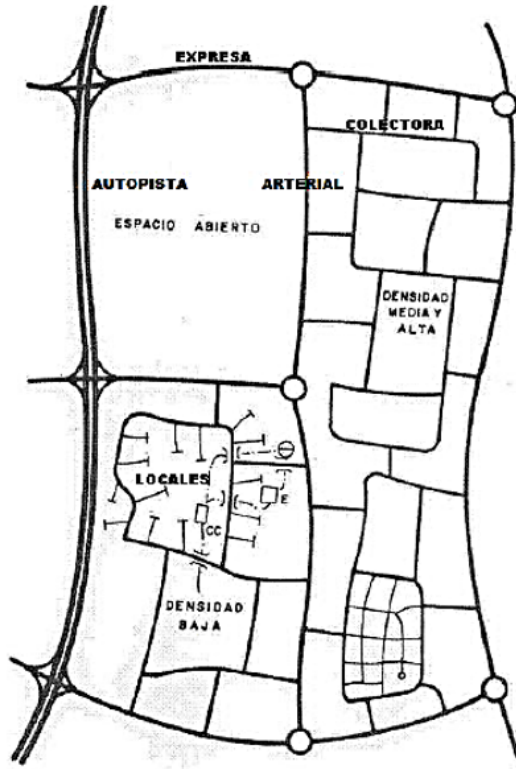 EXPRESA
COLECTORA
AUTOPISTA
ARTERIAL
ESPACIO ABIERTO
DENSIDAD
MEDIA Y
ALTA
LOCALES
E
CC
DENSIDAD
BAJA